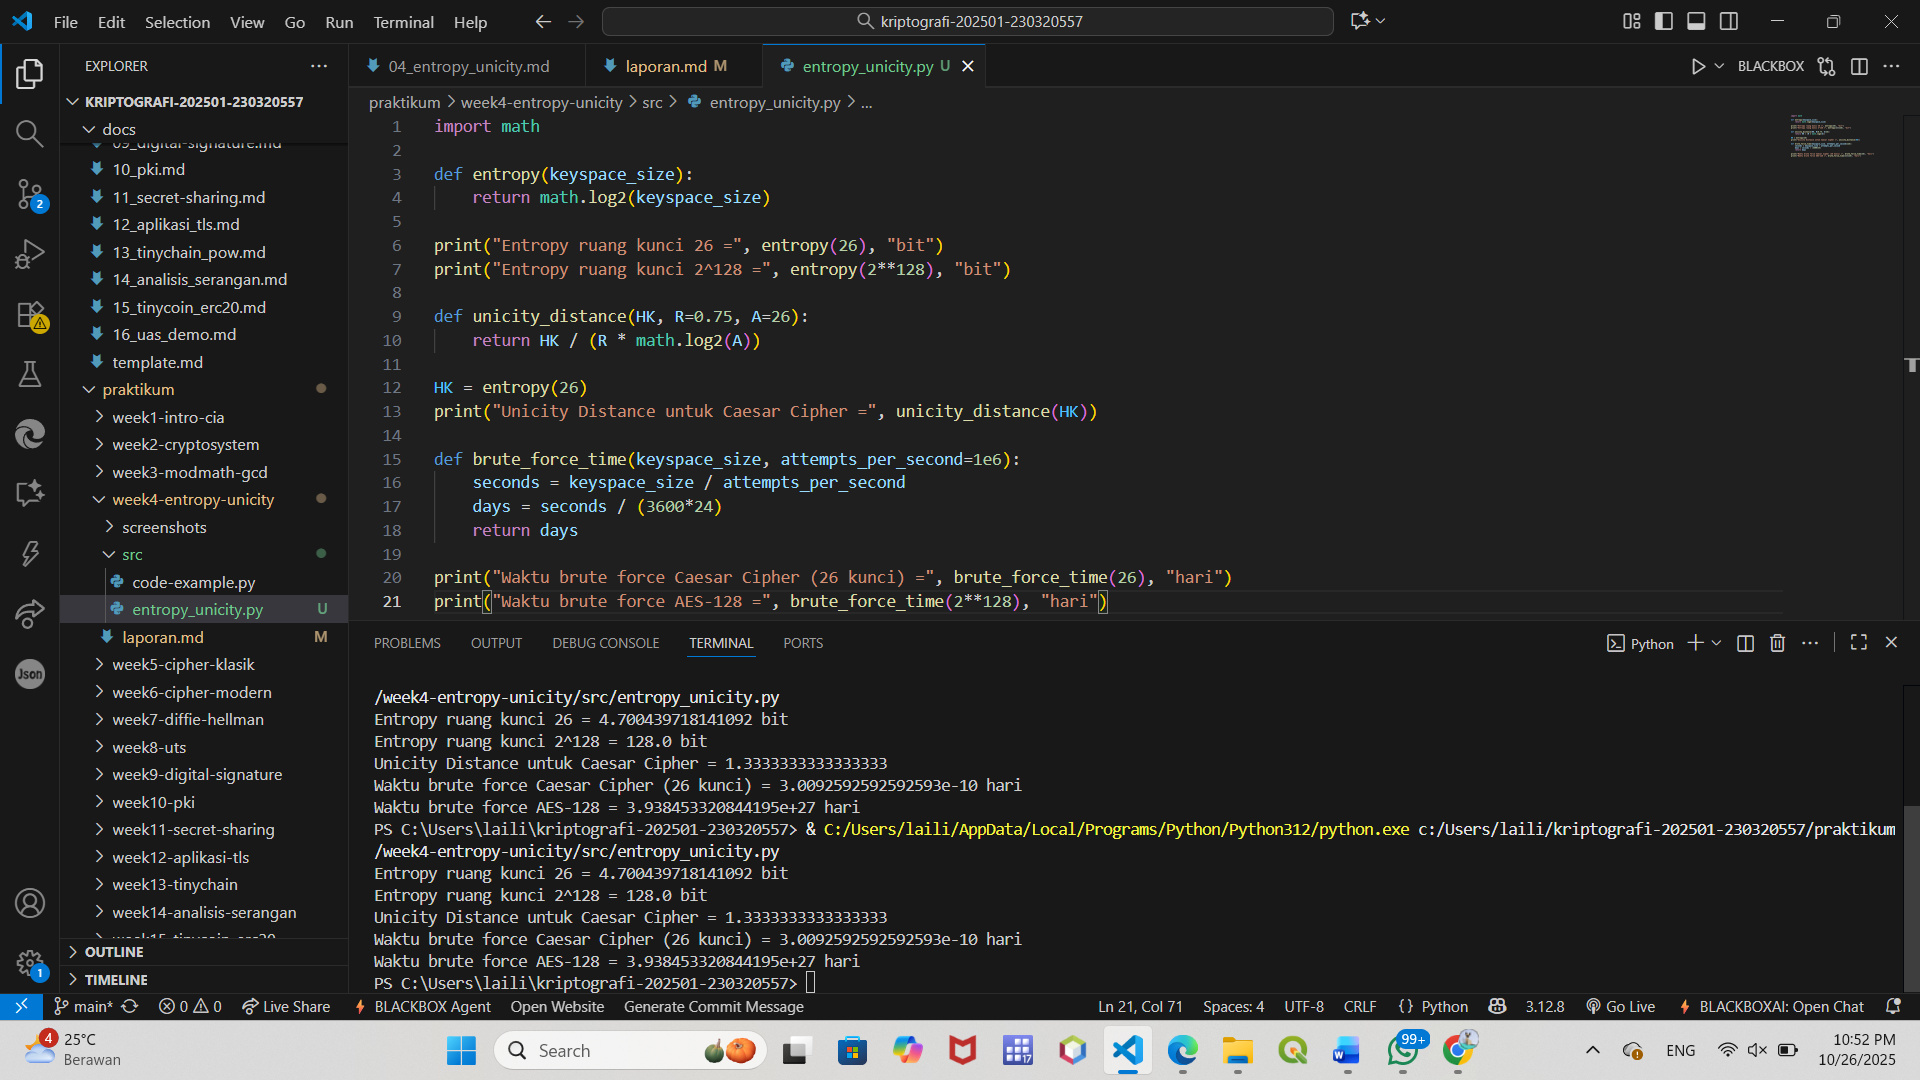 File Edit Selection View Go Run Terminal Help
kriptografi-202501-230320557
EXPLORER
KRIPTOGRAFI-202501-230320557
docs
09_digital-signature.md
10_pki.md
11_secret-sharing.md
12_aplikasi_tls.md
13_tinychain_pow.md
14_analisis_serangan.md
15_tinycoin_erc20.md
16_uas_demo.md
template.md
praktikum
week1-intro-cia
week2-cryptosystem
week3-modmath-gcd
week4-entropy-unicity
screenshots
src
code-example.py
entropy_unicity.py U
laporan.md M
week5-cipher-klasik
week6-cipher-modern
week7-diffie-hellman
week8-uts
week9-digital-signature
week10-pki
week11-secret-sharing
week12-aplikasi-tls
week13-tinychain
week14-analisis-serangan
week15-tinycoin-erc20
OUTLINE
TIMELINE
2
1
Json
04_entropy_unicity.md
laporan.md M
entropy_unicity.py U
BLACKBOX
praktikum > week4-entropy-unicity > src > entropy_unicity.py > ...
1 import math
2
3 def entropy(keyspace_size):
4 return math.log2(keyspace_size)
5
6 print("Entropy ruang kunci 26 =", entropy(26), "bit")
7 print("Entropy ruang kunci 2^128 =", entropy(2**128), "bit")
8
9 def unicity_distance(HK, R=0.75, A=26):
10 return HK / (R * math.log2(A))
11
12 HK = entropy(26)
13 print("Unicity Distance untuk Caesar Cipher =", unicity_distance(HK))
14
15 def brute_force_time(keyspace_size, attempts_per_second=1e6):
16 seconds = keyspace_size / attempts_per_second
17 days = seconds / (3600*24)
18 return days
19
20 print("Waktu brute force Caesar Cipher (26 kunci) =", brute_force_time(26), "hari")
21 print("Waktu brute force AES-128 =", brute_force_time(2**128), "hari")
PROBLEMS OUTPUT DEBUG CONSOLE TERMINAL PORTS
Python
/week4-entropy-unicity/src/entropy_unicity.py
Entropy ruang kunci 26 = 4.700439718141092 bit
Entropy ruang kunci 2^128 = 128.0 bit
Unicity Distance untuk Caesar Cipher = 1.3333333333333333
Waktu brute force Caesar Cipher (26 kunci) = 3.0092592592592593e-10 hari
Waktu brute force AES-128 = 3.938453320844195e+27 hari
PS C:\Users\laili\kriptografi-202501-230320557> & C:/Users/laili/AppData/Local/Programs/Python/Python312/python.exe c:/Users/laili/kriptografi-202501-230320557/praktikum
/week4-entropy-unicity/src/entropy_unicity.py
Entropy ruang kunci 26 = 4.700439718141092 bit
Entropy ruang kunci 2^128 = 128.0 bit
Unicity Distance untuk Caesar Cipher = 1.3333333333333333
Waktu brute force Caesar Cipher (26 kunci) = 3.0092592592592593e-10 hari
Waktu brute force AES-128 = 3.938453320844195e+27 hari
PS C:\Users\laili\kriptografi-202501-230320557>
main* 0 0 Live Share BLACKBOX Agent Open Website Generate Commit Message Ln 21, Col 71 Spaces: 4 UTF-8 CRLF {} Python 3.12.8 Go Live BLACKBOXAI: Open Chat
4
25°C
Berawan
Search
17
99+
ENG
10:52 PM
10/26/2025